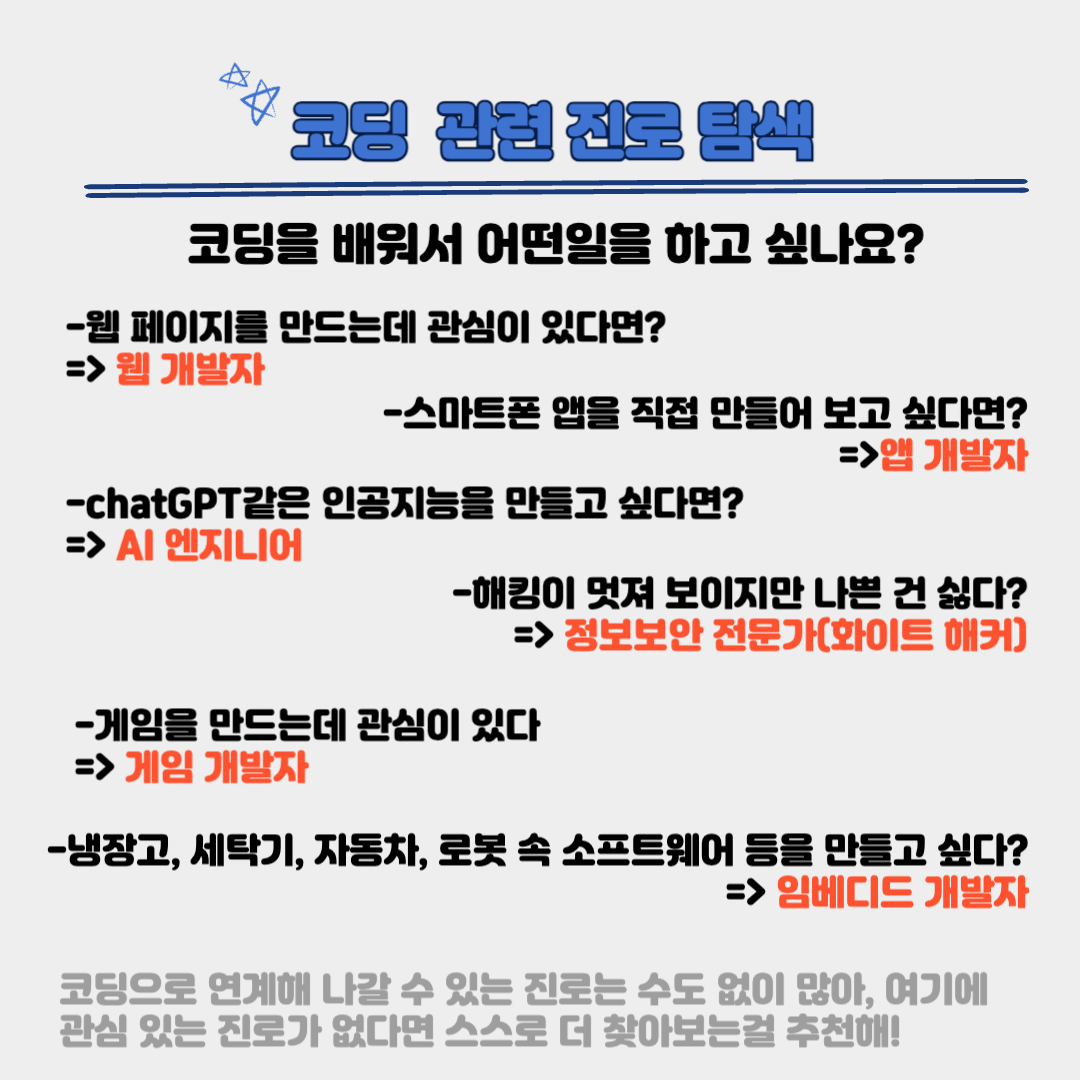 코딩 관련 진로 탐색
코딩을 배워서 어떤일을 하고 싶나요?
-웹 페이지를 만드는데 관심이 있다면?
=> 웹 개발자
-스마트폰 앱을 직접 만들어 보고 싶다면?
=>앱 개발자
-chatGPT같은 인공지능을 만들고 싶다면?
=> AI 엔지니어
-해킹이 멋져 보이지만 나쁜 건 싫다?
=> 정보보안 전문가(화이트 해커)
-게임을 만드는데 관심이 있다
=> 게임 개발자
-냉장고, 세탁기, 자동차, 로봇 속 소프트웨어 등을 만들고 싶다?
=> 임베디드 개발자
코딩으로 연계해 나갈 수 있는 진로는 수도 없이 많아, 여기에
관심 있는 진로가 없다면 스스로 더 찾아보는걸 추천해!